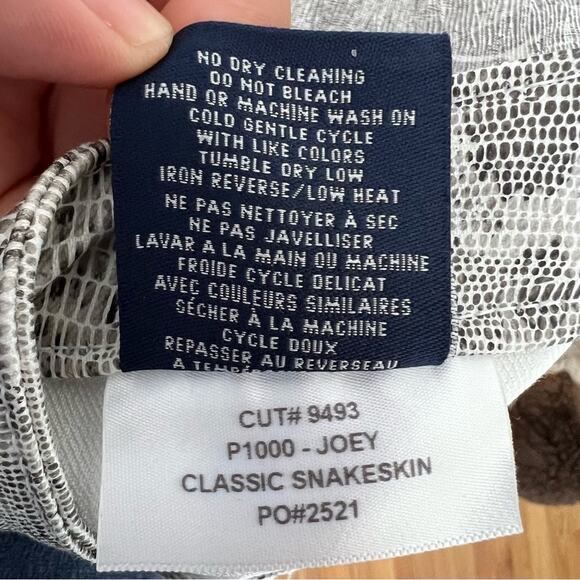 NO DRY CLEANING
DO NOT BLEACH
HAND OR MACHINE WASH ON
COLD GENTLE CYCLE
WITH LIKE COLORS
TUMBLE DRY LOW
IRON REVERSE/LOW HEAT
NE PAS NETTOYER À SEC
NE PAS JAVELLISER
LAVAR A LA MAIN OU MACHINE
FROIDE CYCLE DELICAT
AVEC COULEURS SIMILAIRES
SÉCHER À LA MACHINE
CYCLE DOUX
REPASSER AU REVERSEAU
CUT# 9493
P1000 - JOEY
CLASSIC SNAKESKIN
PO#2521